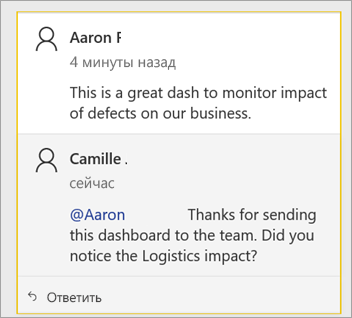 Aaron F
4 минуты назад
This is a great dash to monitor impact
of defects on our business.
Camille .
сейчас
@Aaron Thanks for sending
this dashboard to the team. Did you
notice the Logistics impact?
Ответить